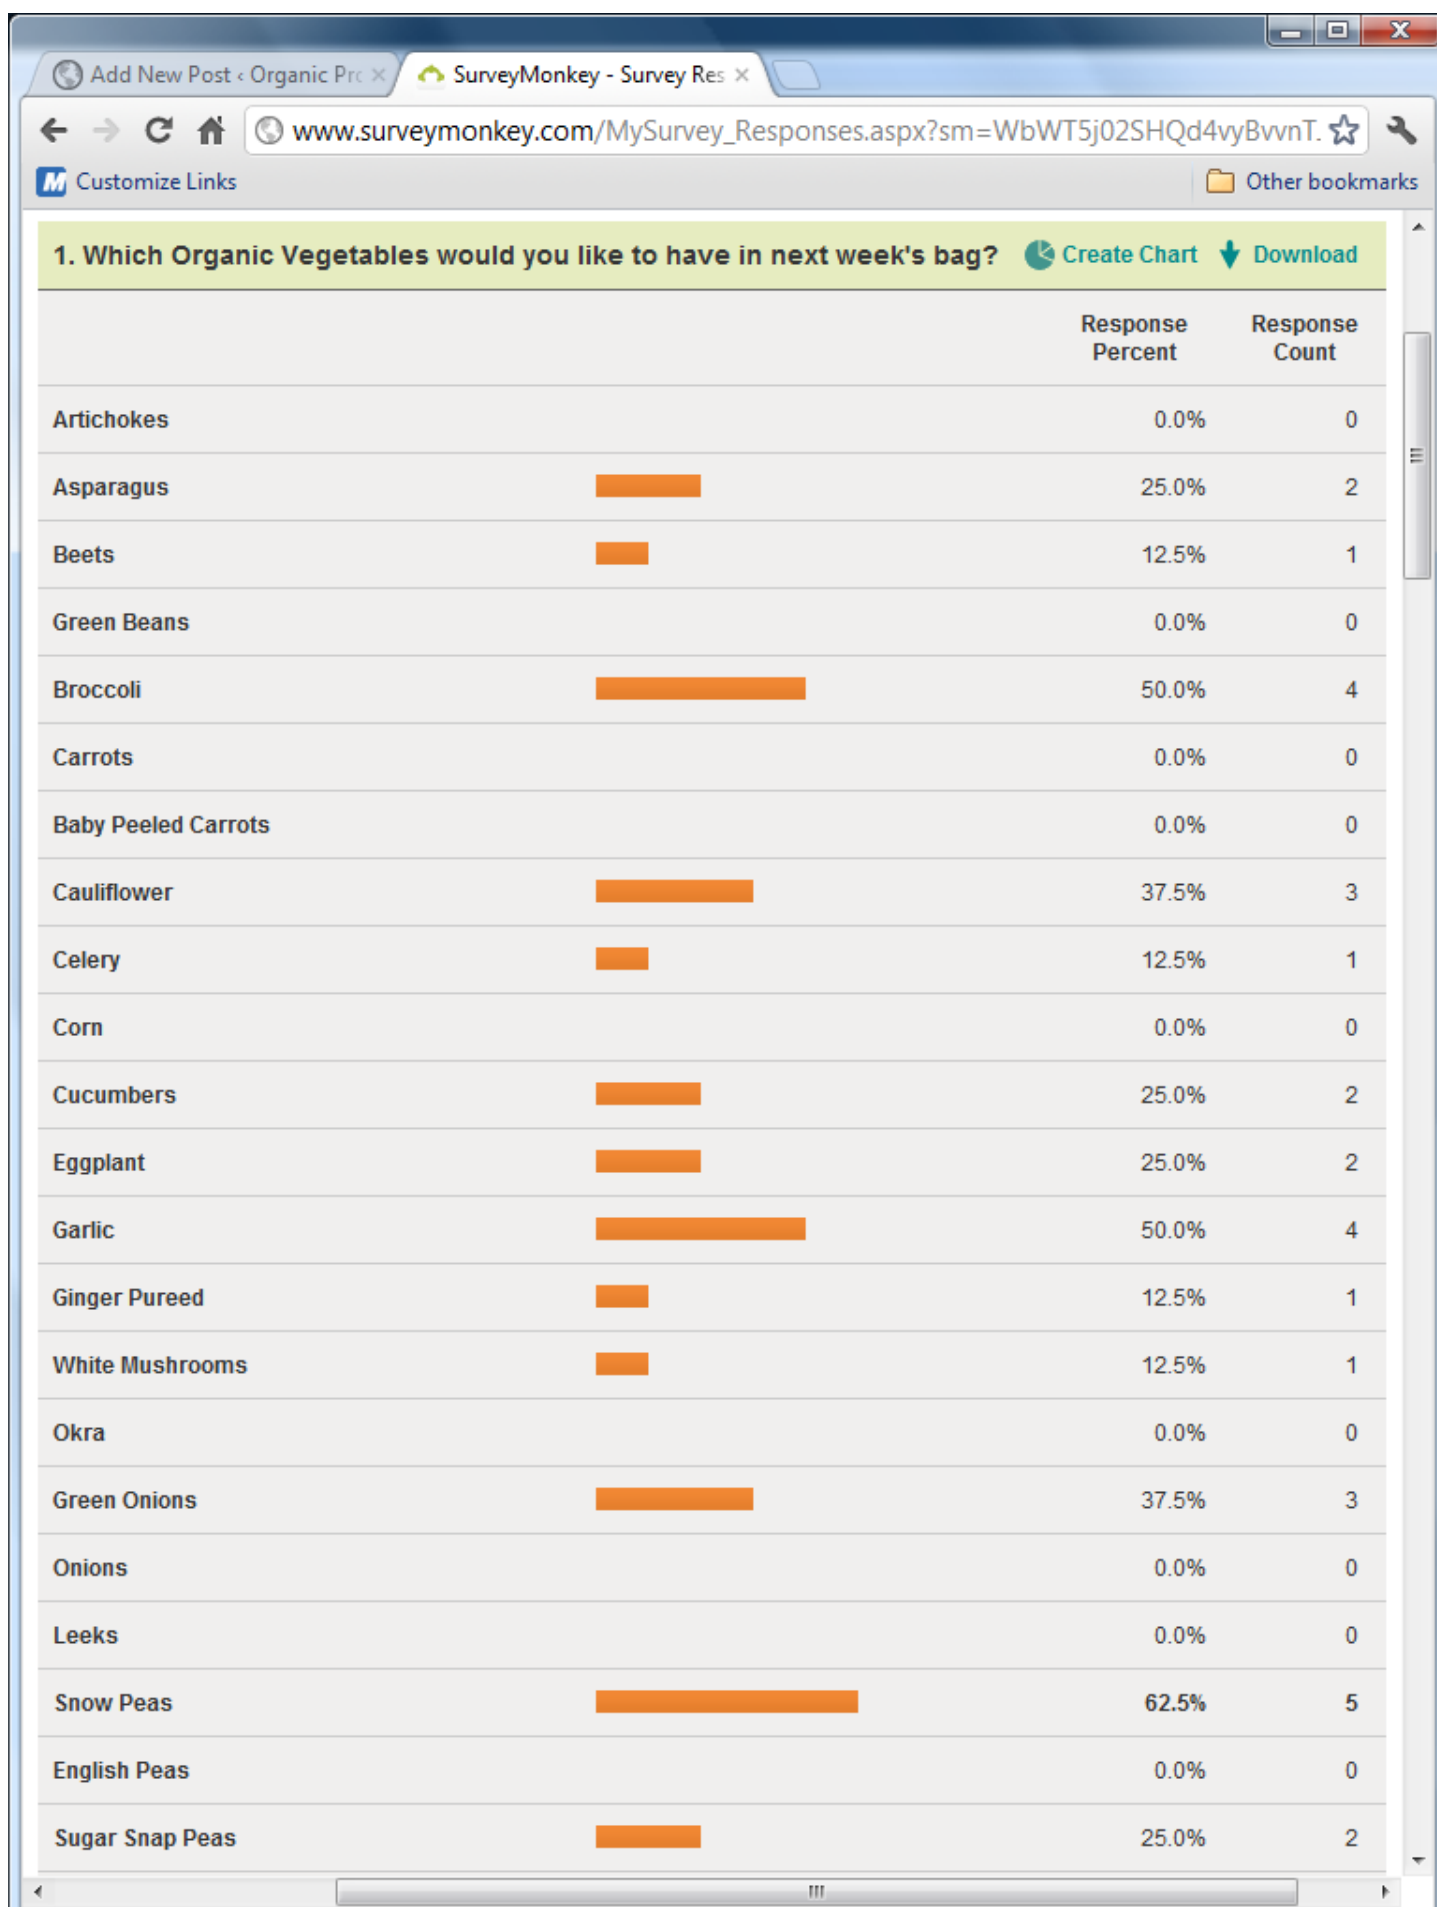 Add New Post ‹ Organic Pro
SurveyMonkey - Survey Res
www.surveymonkey.com/MySurvey_Responses.aspx?sm=WbWT5j02SHQd4vyBvvnT.
Customize Links
Other bookmarks
1. Which Organic Vegetables would you like to have in next week's bag? Create Chart Download
Response Percent Response Count
Artichokes 0.0% 0
Asparagus 25.0% 2
Beets 12.5% 1
Green Beans 0.0% 0
Broccoli 50.0% 4
Carrots 0.0% 0
Baby Peeled Carrots 0.0% 0
Cauliflower 37.5% 3
Celery 12.5% 1
Corn 0.0% 0
Cucumbers 25.0% 2
Eggplant 25.0% 2
Garlic 50.0% 4
Ginger Pureed 12.5% 1
White Mushrooms 12.5% 1
Okra 0.0% 0
Green Onions 37.5% 3
Onions 0.0% 0
Leeks 0.0% 0
Snow Peas 62.5% 5
English Peas 0.0% 0
Sugar Snap Peas 25.0% 2